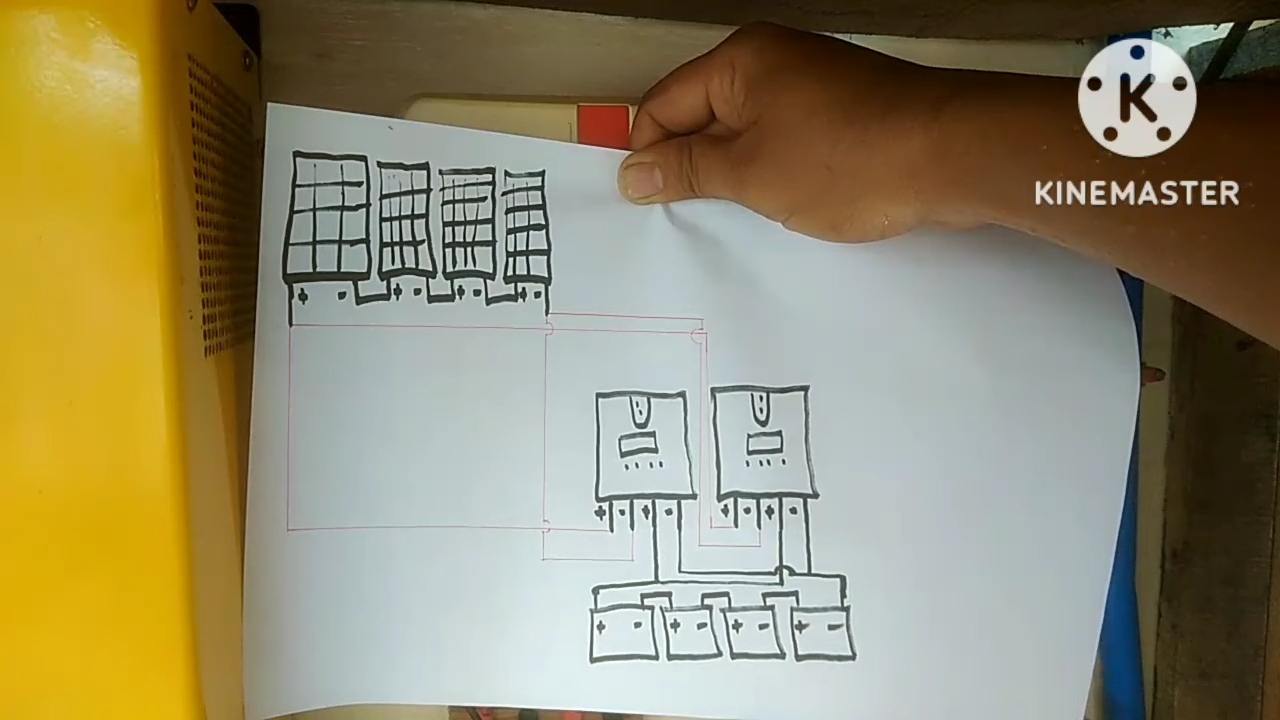 K
KINEMASTER
+ - + - + - + -
+ - + - + - + -
+ - + - + - + -